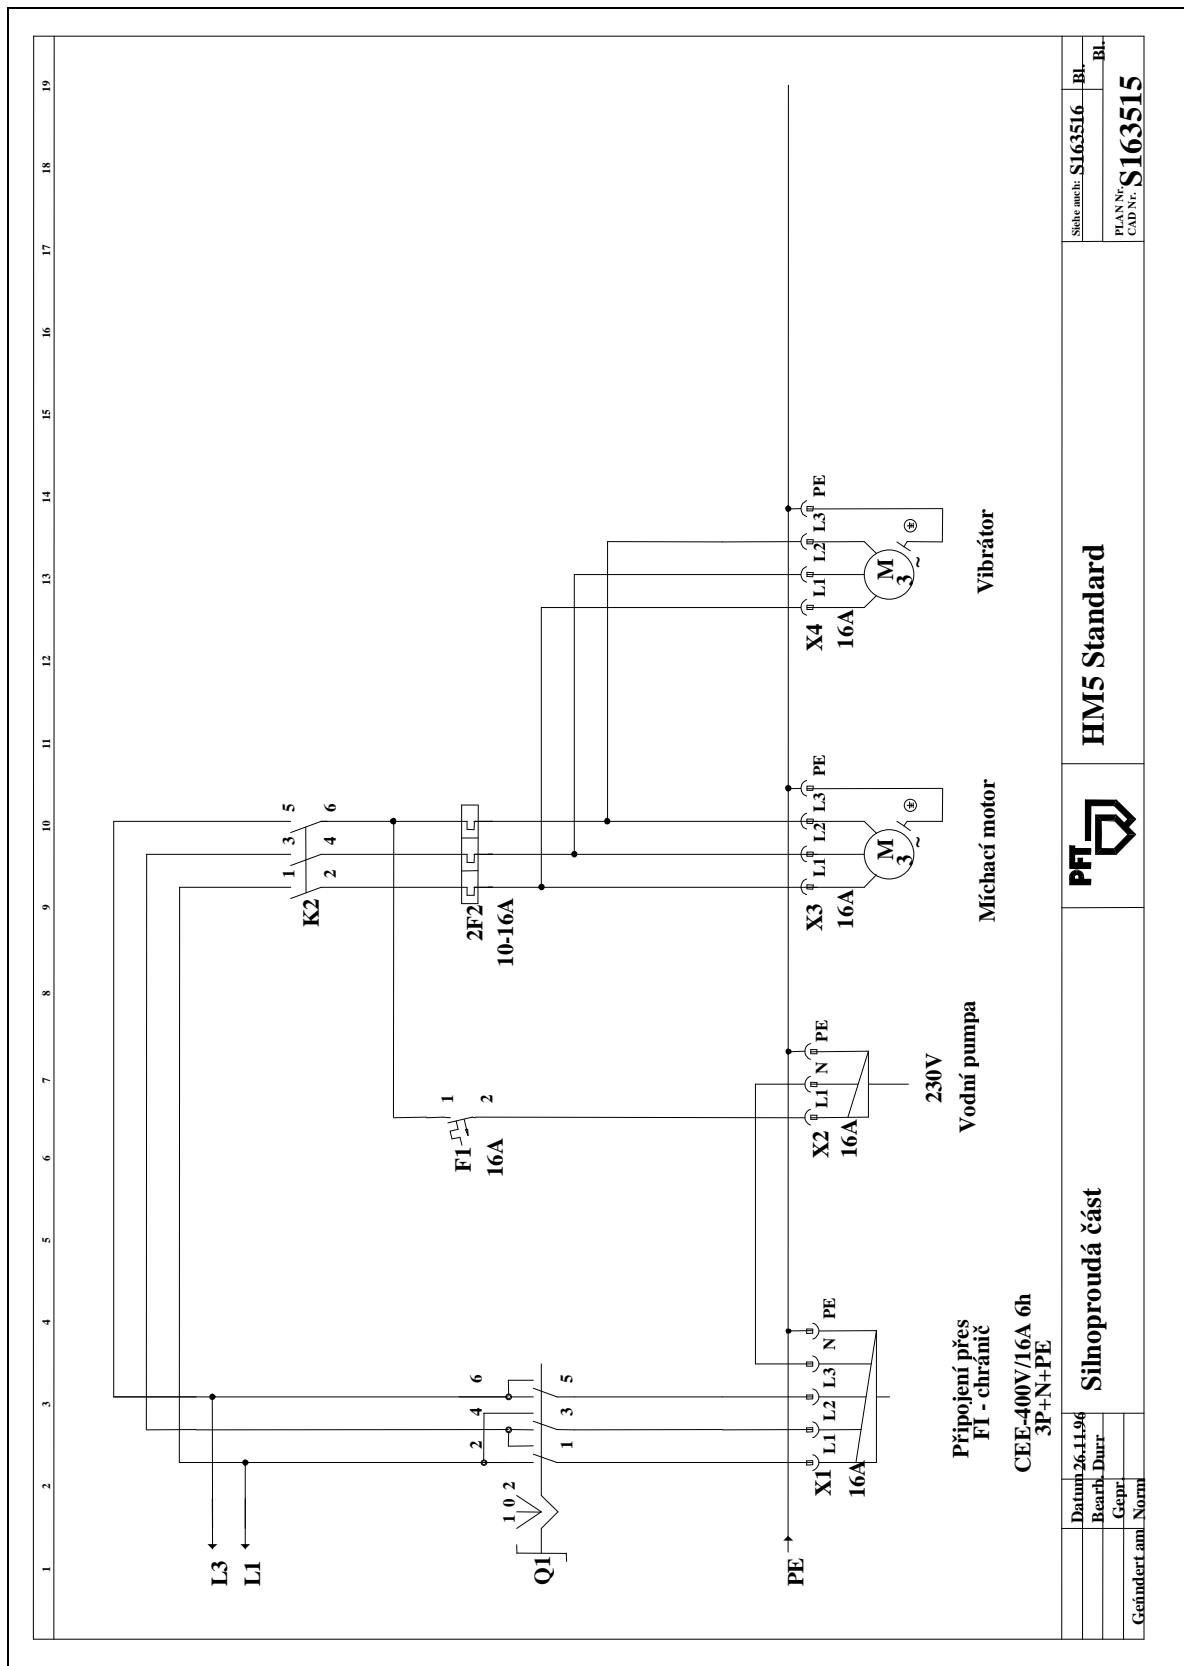 1 2 3 4 5 6 7 8 9 10 11 12 13 14 15 16 17 18 19
L3
L1
K2
1 3 5
2 4 6
F1
16A
1
2
2F2
10-16A
Q1
1 0 2
2 4 6
1 3 5
PE
X1 L1 L2 L3 N PE
16A
X2 L1 N PE
16A
X3 L1 L2 L3 PE
16A
M
3 ~
X4 L1 L2 L3 PE
16A
M
3 ~
Připojení přes
FI - chránič
CEE-400V/16A 6h
3P+N+PE
230V
Vodní pumpa
Míchací motor
Vibrátor
Datum 26.11.96
Bearb. Durr
Gepr.
Geńndert am Norm
Silnoproudá část
PFT
HM5 Standard
Siehe auch: S163516 Bl.
Bl.
PLAN Nr.
CAD Nr. S163515